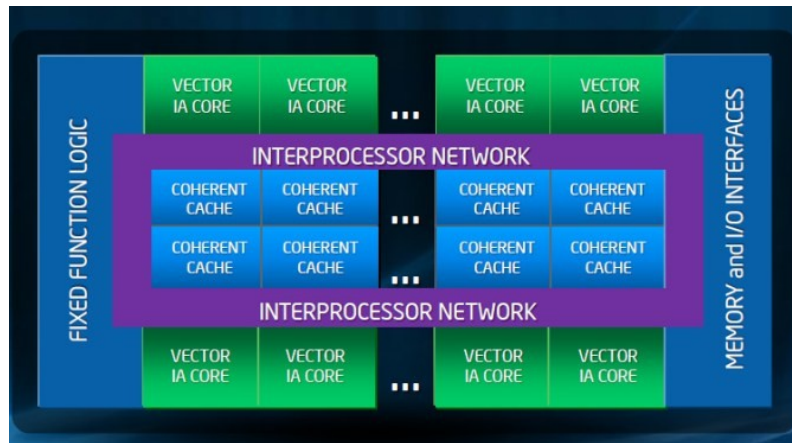 FIXED FUNCTION LOGIC
VECTOR
IA CORE
VECTOR
IA CORE
...
VECTOR
IA CORE
VECTOR
IA CORE
MEMORY and I/O INTERFACES
INTERPROCESSOR NETWORK
COHERENT
CACHE
COHERENT
CACHE
...
COHERENT
CACHE
COHERENT
CACHE
COHERENT
CACHE
COHERENT
CACHE
...
COHERENT
CACHE
COHERENT
CACHE
INTERPROCESSOR NETWORK
VECTOR
IA CORE
VECTOR
IA CORE
...
VECTOR
IA CORE
VECTOR
IA CORE